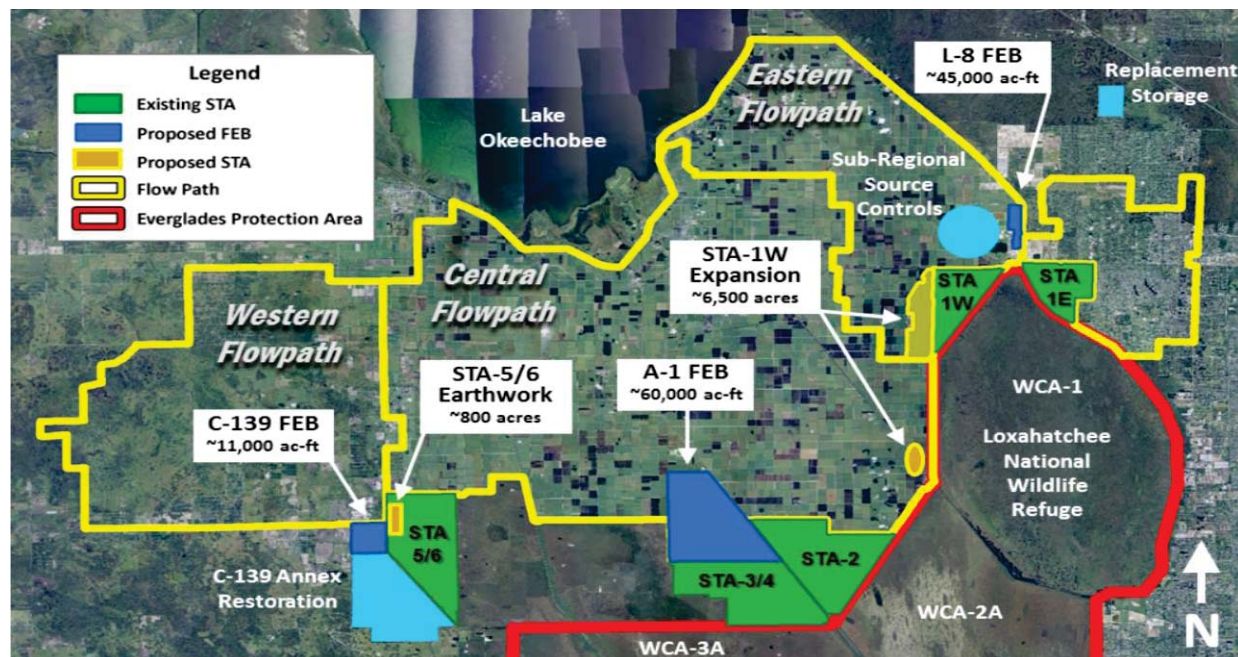 Legend
Existing STA
Proposed FEB
Proposed STA
Flow Path
Everglades Protection Area
Lake
Okeechobee
Eastern
Flowpath
L-8 FEB
~45,000 ac-ft
Replacement
Storage
Sub-Regional
Source
Controls
STA-1W
Expansion
~6,500 acres
STA
1W
STA
1E
Central
Flowpath
Western
Flowpath
STA-5/6
Earthwork
~800 acres
A-1 FEB
~60,000 ac-ft
C-139 FEB
~11,000 ac-ft
WCA-1
Loxahatchee
National
Wildlife
Refuge
STA
5/6
C-139 Annex
Restoration
STA-3/4
STA-2
WCA-2A
WCA-3A
N